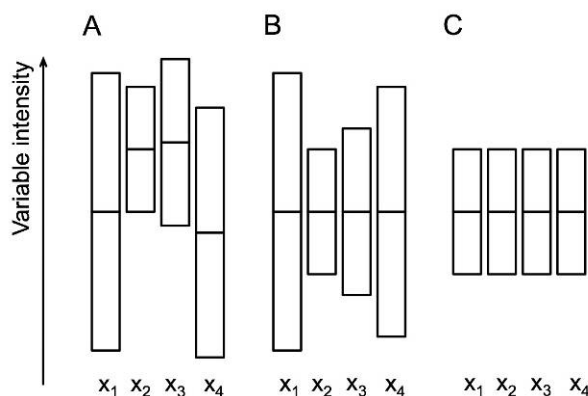 A
B
C
Variable intensity
x₁ x₂ x₃ x₄
x₁ x₂ x₃ x₄
x₁ x₂ x₃ x₄